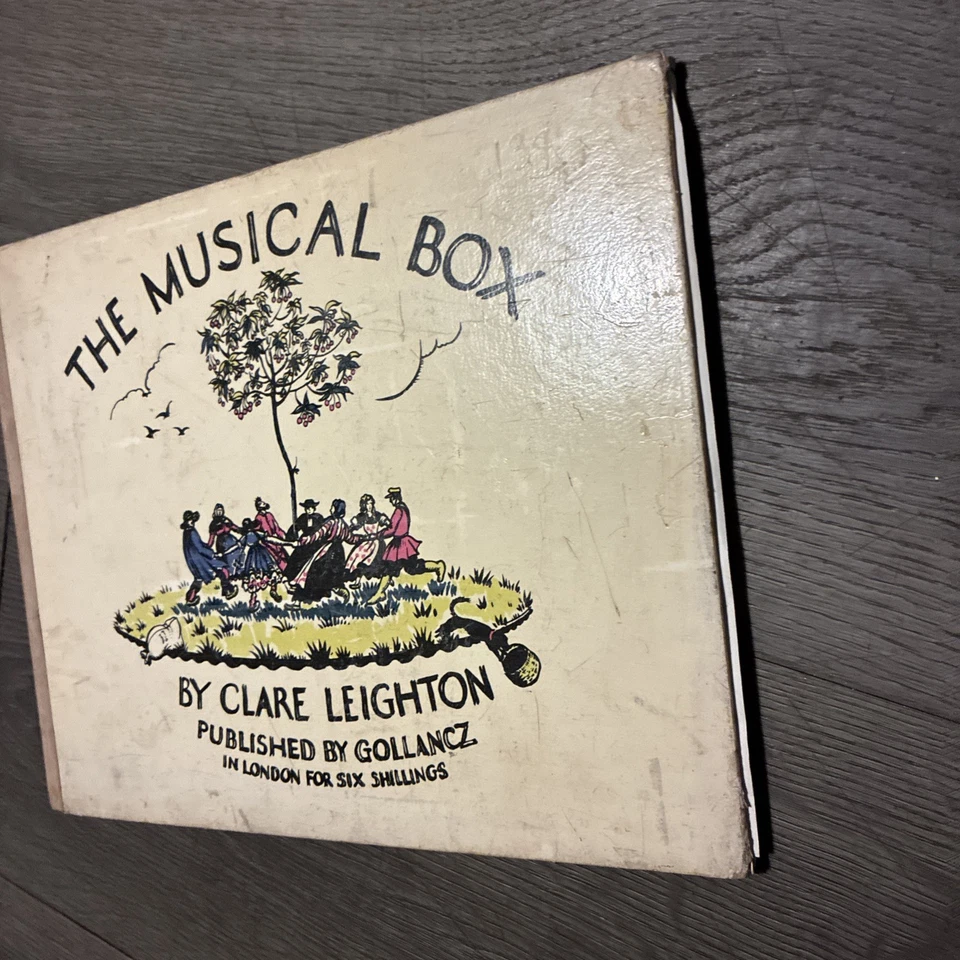 THE MUSICAL BOX
BY CLARE LEIGHTON
PUBLISHED BY GOLLANCZ
IN LONDON FOR SIX SHILLINGS